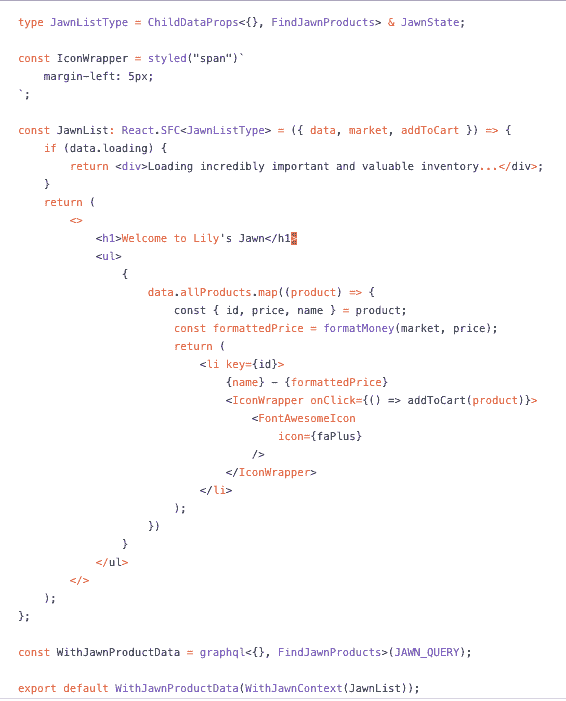 type JawnListType = ChildDataProps<{}, FindJawnProducts> & JawnState;

const IconWrapper = styled("span")`
    margin-left: 5px;
`;

const JawnList: React.SFC<JawnListType> = ({ data, market, addToCart }) => {
    if (data.loading) {
        return <div>Loading incredibly important and valuable inventory...</div>;
    }
    return (
        <>
            <h1>Welcome to Lily's Jawn</h1>
            <ul>
                {
                    data.allProducts.map((product) => {
                        const { id, price, name } = product;
                        const formattedPrice = formatMoney(market, price);
                        return (
                            <li key={id}>
                                {name} - {formattedPrice}
                                <IconWrapper onClick={() => addToCart(product)}>
                                    <FontAwesomeIcon
                                        icon={faPlus}
                                    />
                                </IconWrapper>
                            </li>
                        );
                    })
                }
            </ul>
        </>
    );
};

const WithJawnProductData = graphql<{}, FindJawnProducts>(JAWN_QUERY);

export default WithJawnProductData(WithJawnContext(JawnList));